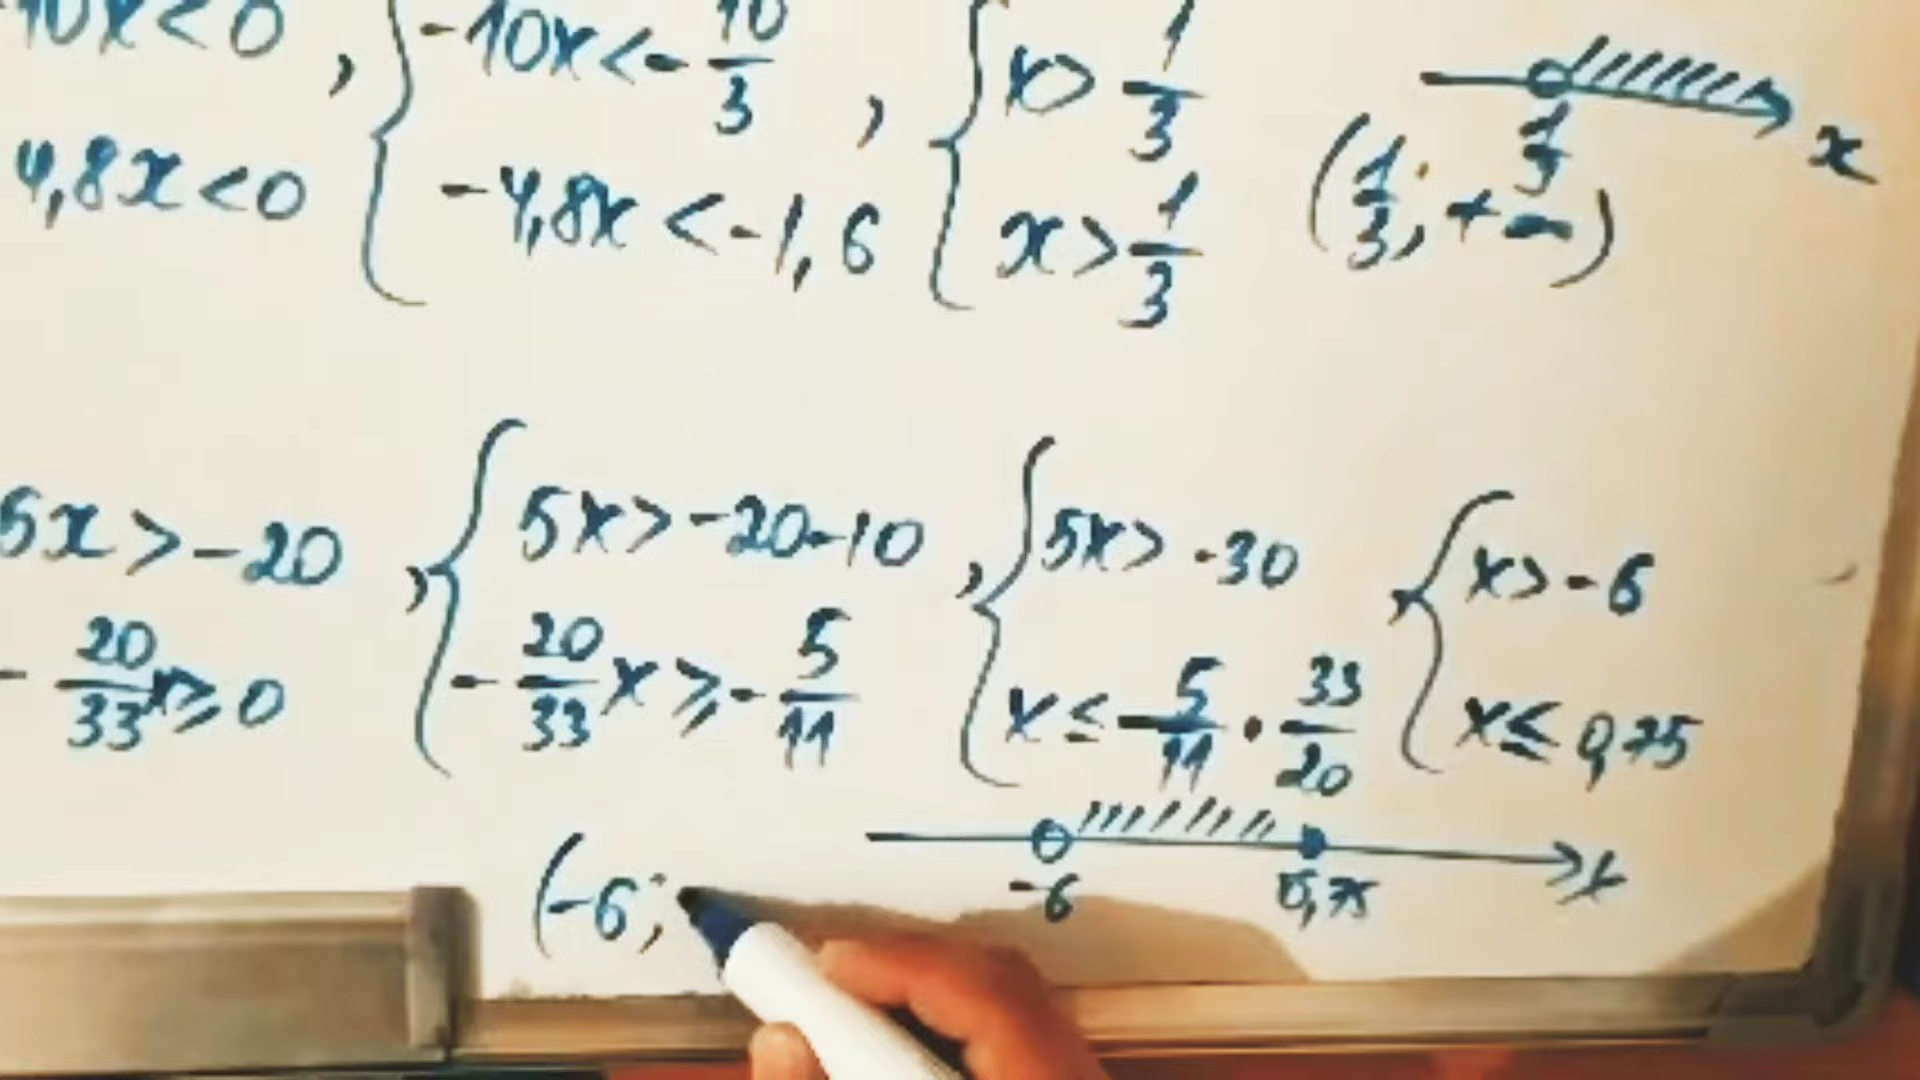 10x<0 , { -10x<-10/3 , { x>1/3
4,8x<0 { -4,8x<-1,6 { x>1/3
1/3 x
(1/3; +∞)
5x>-20 , { 5x>-20-10 , { 5x>-30 , { x>-6
-20/33x≥0 { -20/33x≥-5/11 { x≤-5/11·33/20 { x≤0,75
-6 0,75 x
(-6;